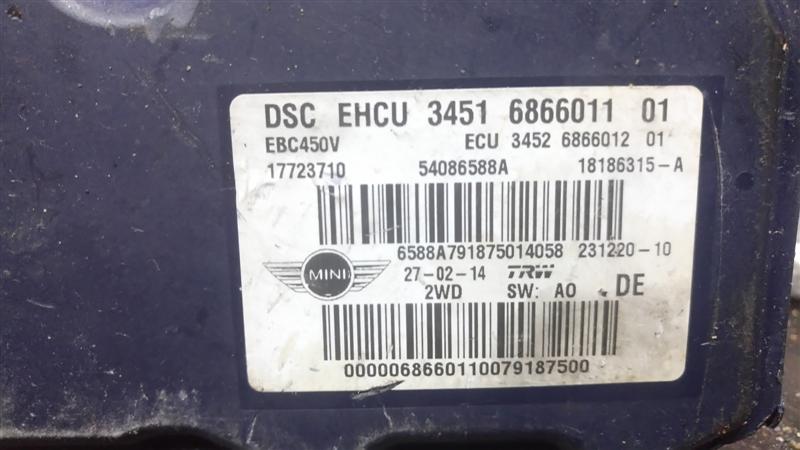 DSC EHCU 3451 6866011 01
EBC450V ECU 3452 6866012 01
17723710 54086588A 18186315-A
6588A791875014058 231220-10
MINI 27-02-14 TRW
2WD SW: A0 DE
0000068660110079187500